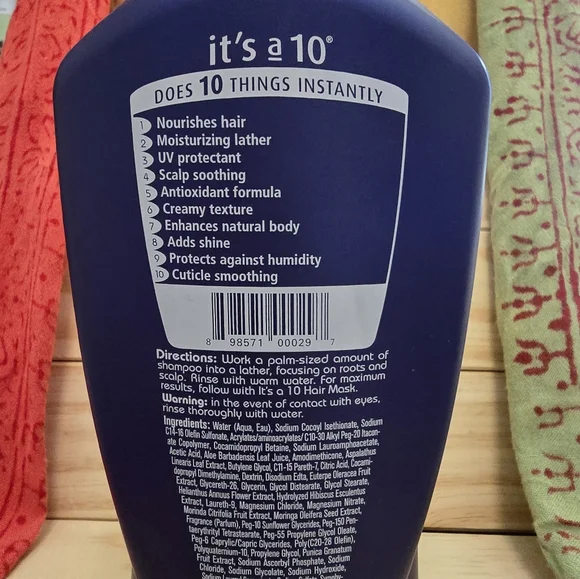 it's a 10®
DOES 10 THINGS INSTANTLY
1 Nourishes hair
2 Moisturizing lather
3 UV protectant
4 Scalp soothing
5 Antioxidant formula
6 Creamy texture
7 Enhances natural body
8 Adds shine
9 Protects against humidity
10 Cuticle smoothing
8 98571 00029 7
Directions: Work a palm-sized amount of
shampoo into a lather, focusing on roots and
scalp. Rinse with warm water. For maximum
results, follow with It's a 10 Hair Mask.
Warning: in the event of contact with eyes,
rinse thoroughly with water.
Ingredients: Water (Aqua, Eau), Sodium Cocoyl Isethionate, Sodium
C14-16 Olefin Sulfonate, Acrylates/aminoacrylates/ C10-30 Alkyl Peg-20 Itacon-
ate Copolymer, Cocamidopropyl Betaine, Sodium Lauroamphoacetate,
Acetic Acid, Aloe Barbadensis Leaf Juice, Amodimethicone, Aspalathus
Linearis Leaf Extract, Butylene Glycol, C11-15 Pareth-7, Citric Acid, Cocami-
dopropyl Dimethylamine, Dextrin, Disodium Edta, Euterpe Oleracea Fruit
Extract, Glycereth-26, Glycerin, Glycol Distearate, Glycol Stearate,
Helianthus Annuus Flower Extract, Hydrolyzed Hibiscus Esculentus
Extract, Laureth-9, Magnesium Chloride, Magnesium Nitrate,
Morinda Citrifolia Fruit Extract, Moringa Oleifera Seed Extract,
Fragrance (Parfum), Peg-10 Sunflower Glycerides, Peg-150 Pen-
taerythrityl Tetrastearate, Peg-55 Propylene Glycol Oleate,
Peg-6 Caprylic/Capric Glycerides, Poly(C20-28 Olefin),
Polyquaternium-10, Propylene Glycol, Punica Granatum
Fruit Extract, Sodium Ascorbyl Phosphate, Sodium
Chloride, Sodium Glycolate, Sodium Hydroxide,